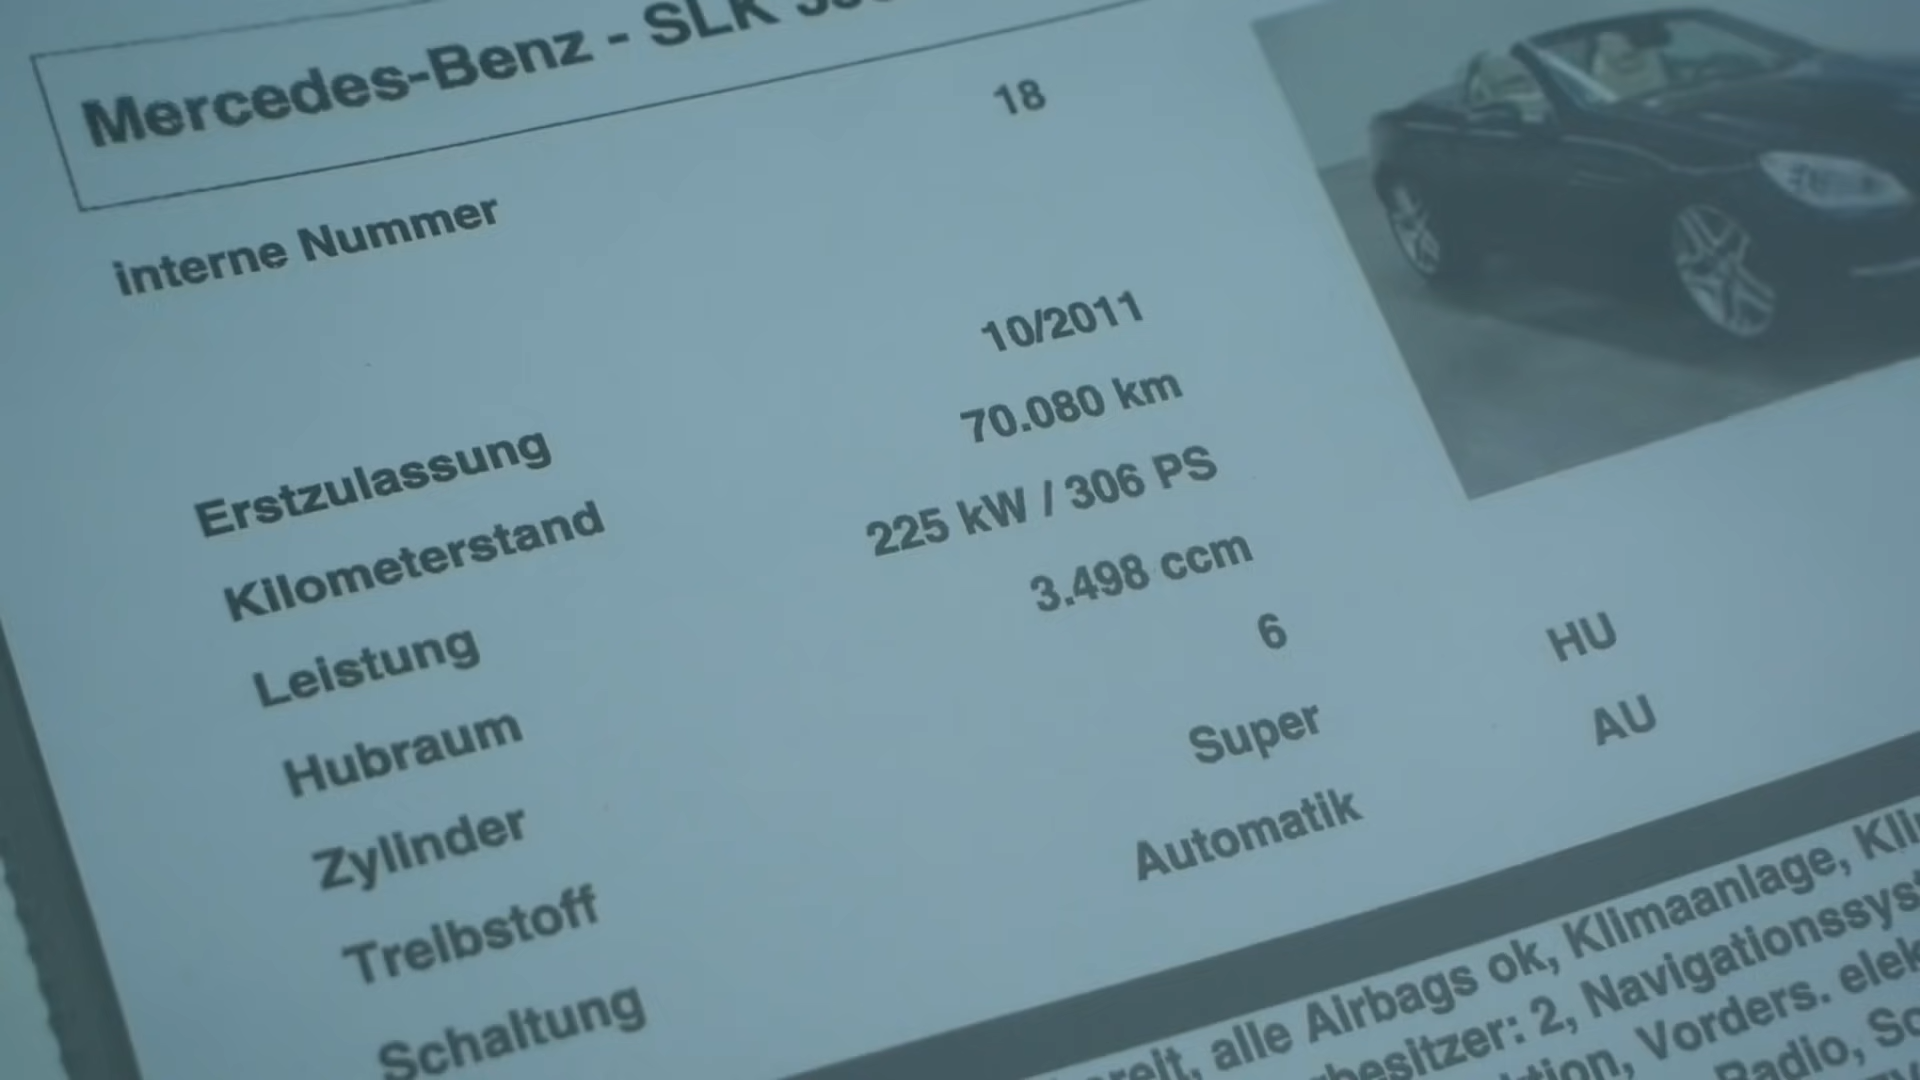 Mercedes-Benz - SLK
interne Nummer 18
Erstzulassung 10/2011
Kilometerstand 70.080 km
Leistung 225 kW / 306 PS
Hubraum 3.498 ccm
Zylinder 6
Treibstoff Super HU
Schaltung Automatik AU
alle Airbags ok, Klimaanlage,
2, Navigationssys
Vorders. elek
Radio,